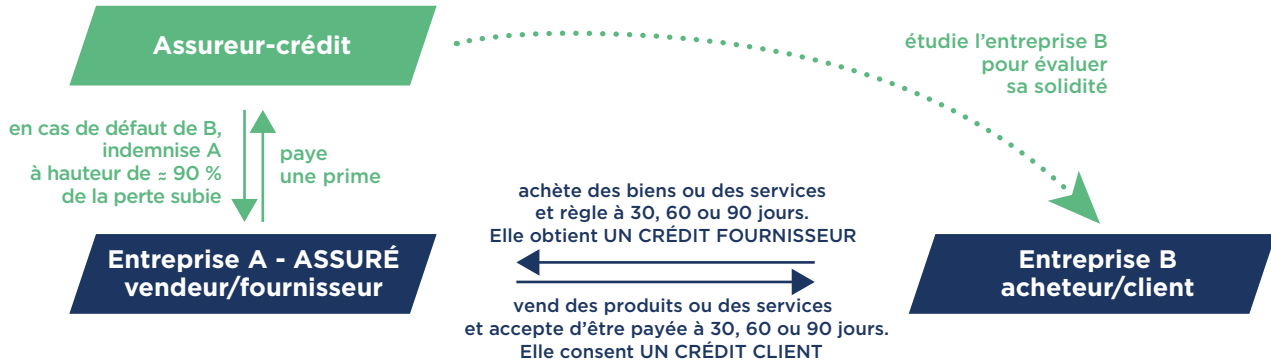 Assureur-crédit
étudie l'entreprise B
pour évaluer
sa solidité
en cas de défaut de B,
indemnise A
à hauteur de ≈ 90 %
de la perte subie
paye
une prime
achète des biens ou des services
et règle à 30, 60 ou 90 jours.
Elle obtient UN CRÉDIT FOURNISSEUR
Entreprise A - ASSURÉ
vendeur/fournisseur
Entreprise B
acheteur/client
vend des produits ou des services
et accepte d'être payée à 30, 60 ou 90 jours.
Elle consent UN CRÉDIT CLIENT